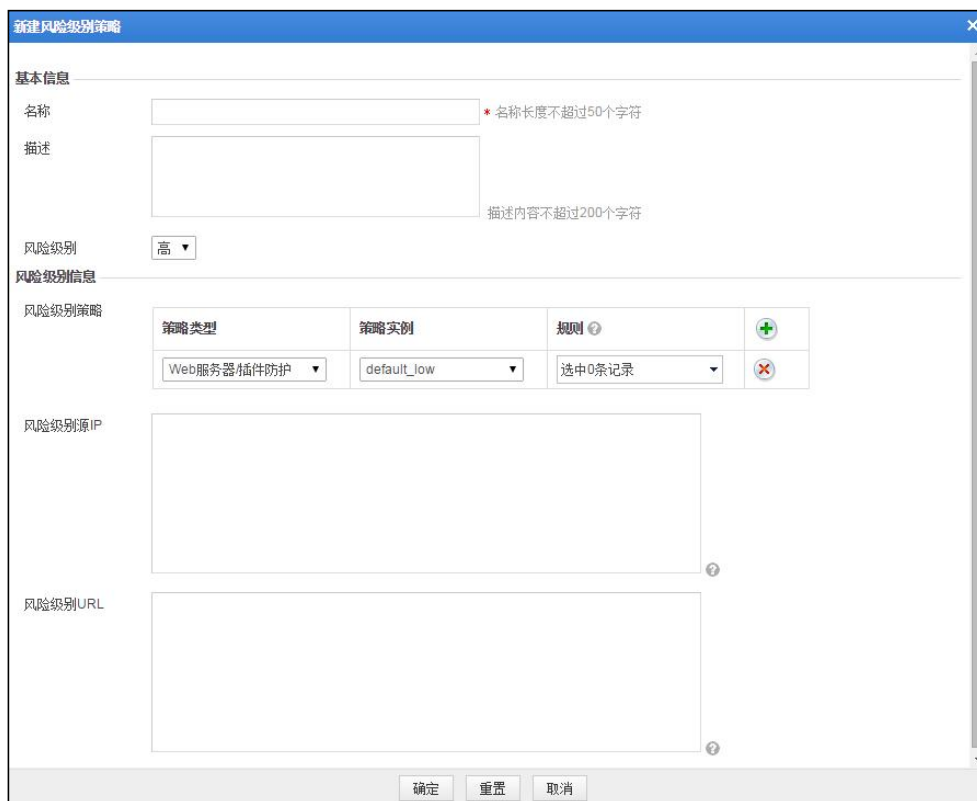 新建风险级别策略
基本信息
名称
* 名称长度不超过50个字符
描述
描述内容不超过200个字符
风险级别
高
风险级别信息
风险级别策略
策略类型 策略实例 规则
Web服务器/插件防护 default_low 选中0条记录
风险级别源IP
风险级别URL
确定 重置 取消